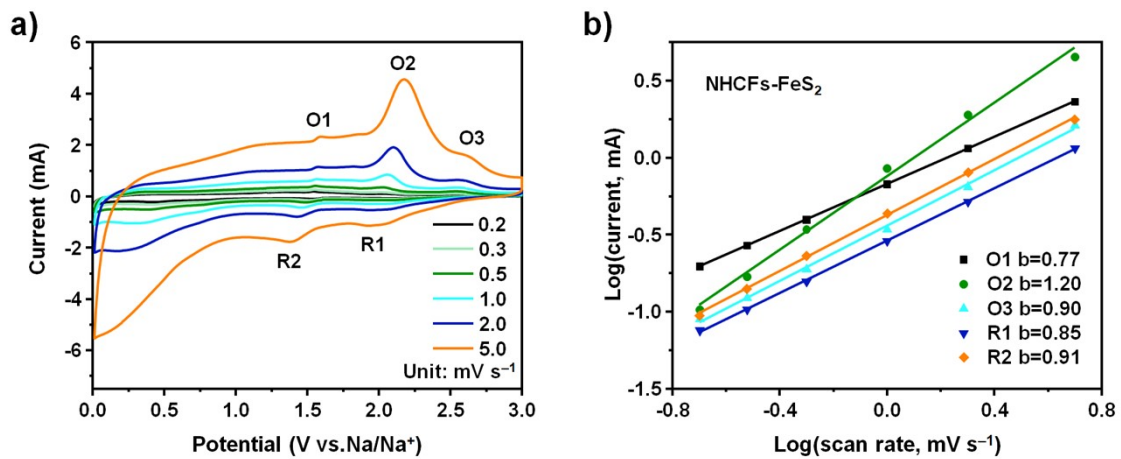 a)
6
4
2
0
-2
-4
-6
Current (mA)
O1
O2
O3
R1
R2
0.2
0.3
0.5
1.0
2.0
5.0
Unit: mV s⁻¹
0.0 0.5 1.0 1.5 2.0 2.5 3.0
Potential (V vs.Na/Na⁺)
b)
0.5
0.0
-0.5
-1.0
-1.5
Log(current, mA)
NHCFs-FeS₂
O1 b=0.77
O2 b=1.20
O3 b=0.90
R1 b=0.85
R2 b=0.91
-0.8 -0.4 0.0 0.4 0.8
Log(scan rate, mV s⁻¹)